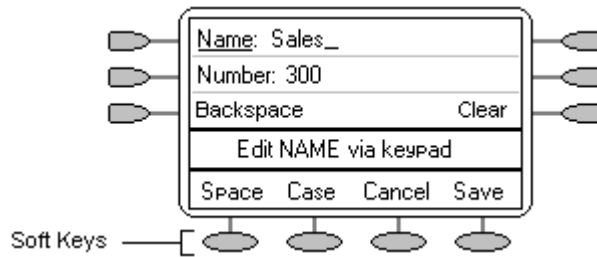 Name: Sales_
Number: 300
Backspace Clear
Edit NAME via keypad
Space Case Cancel Save
Soft Keys